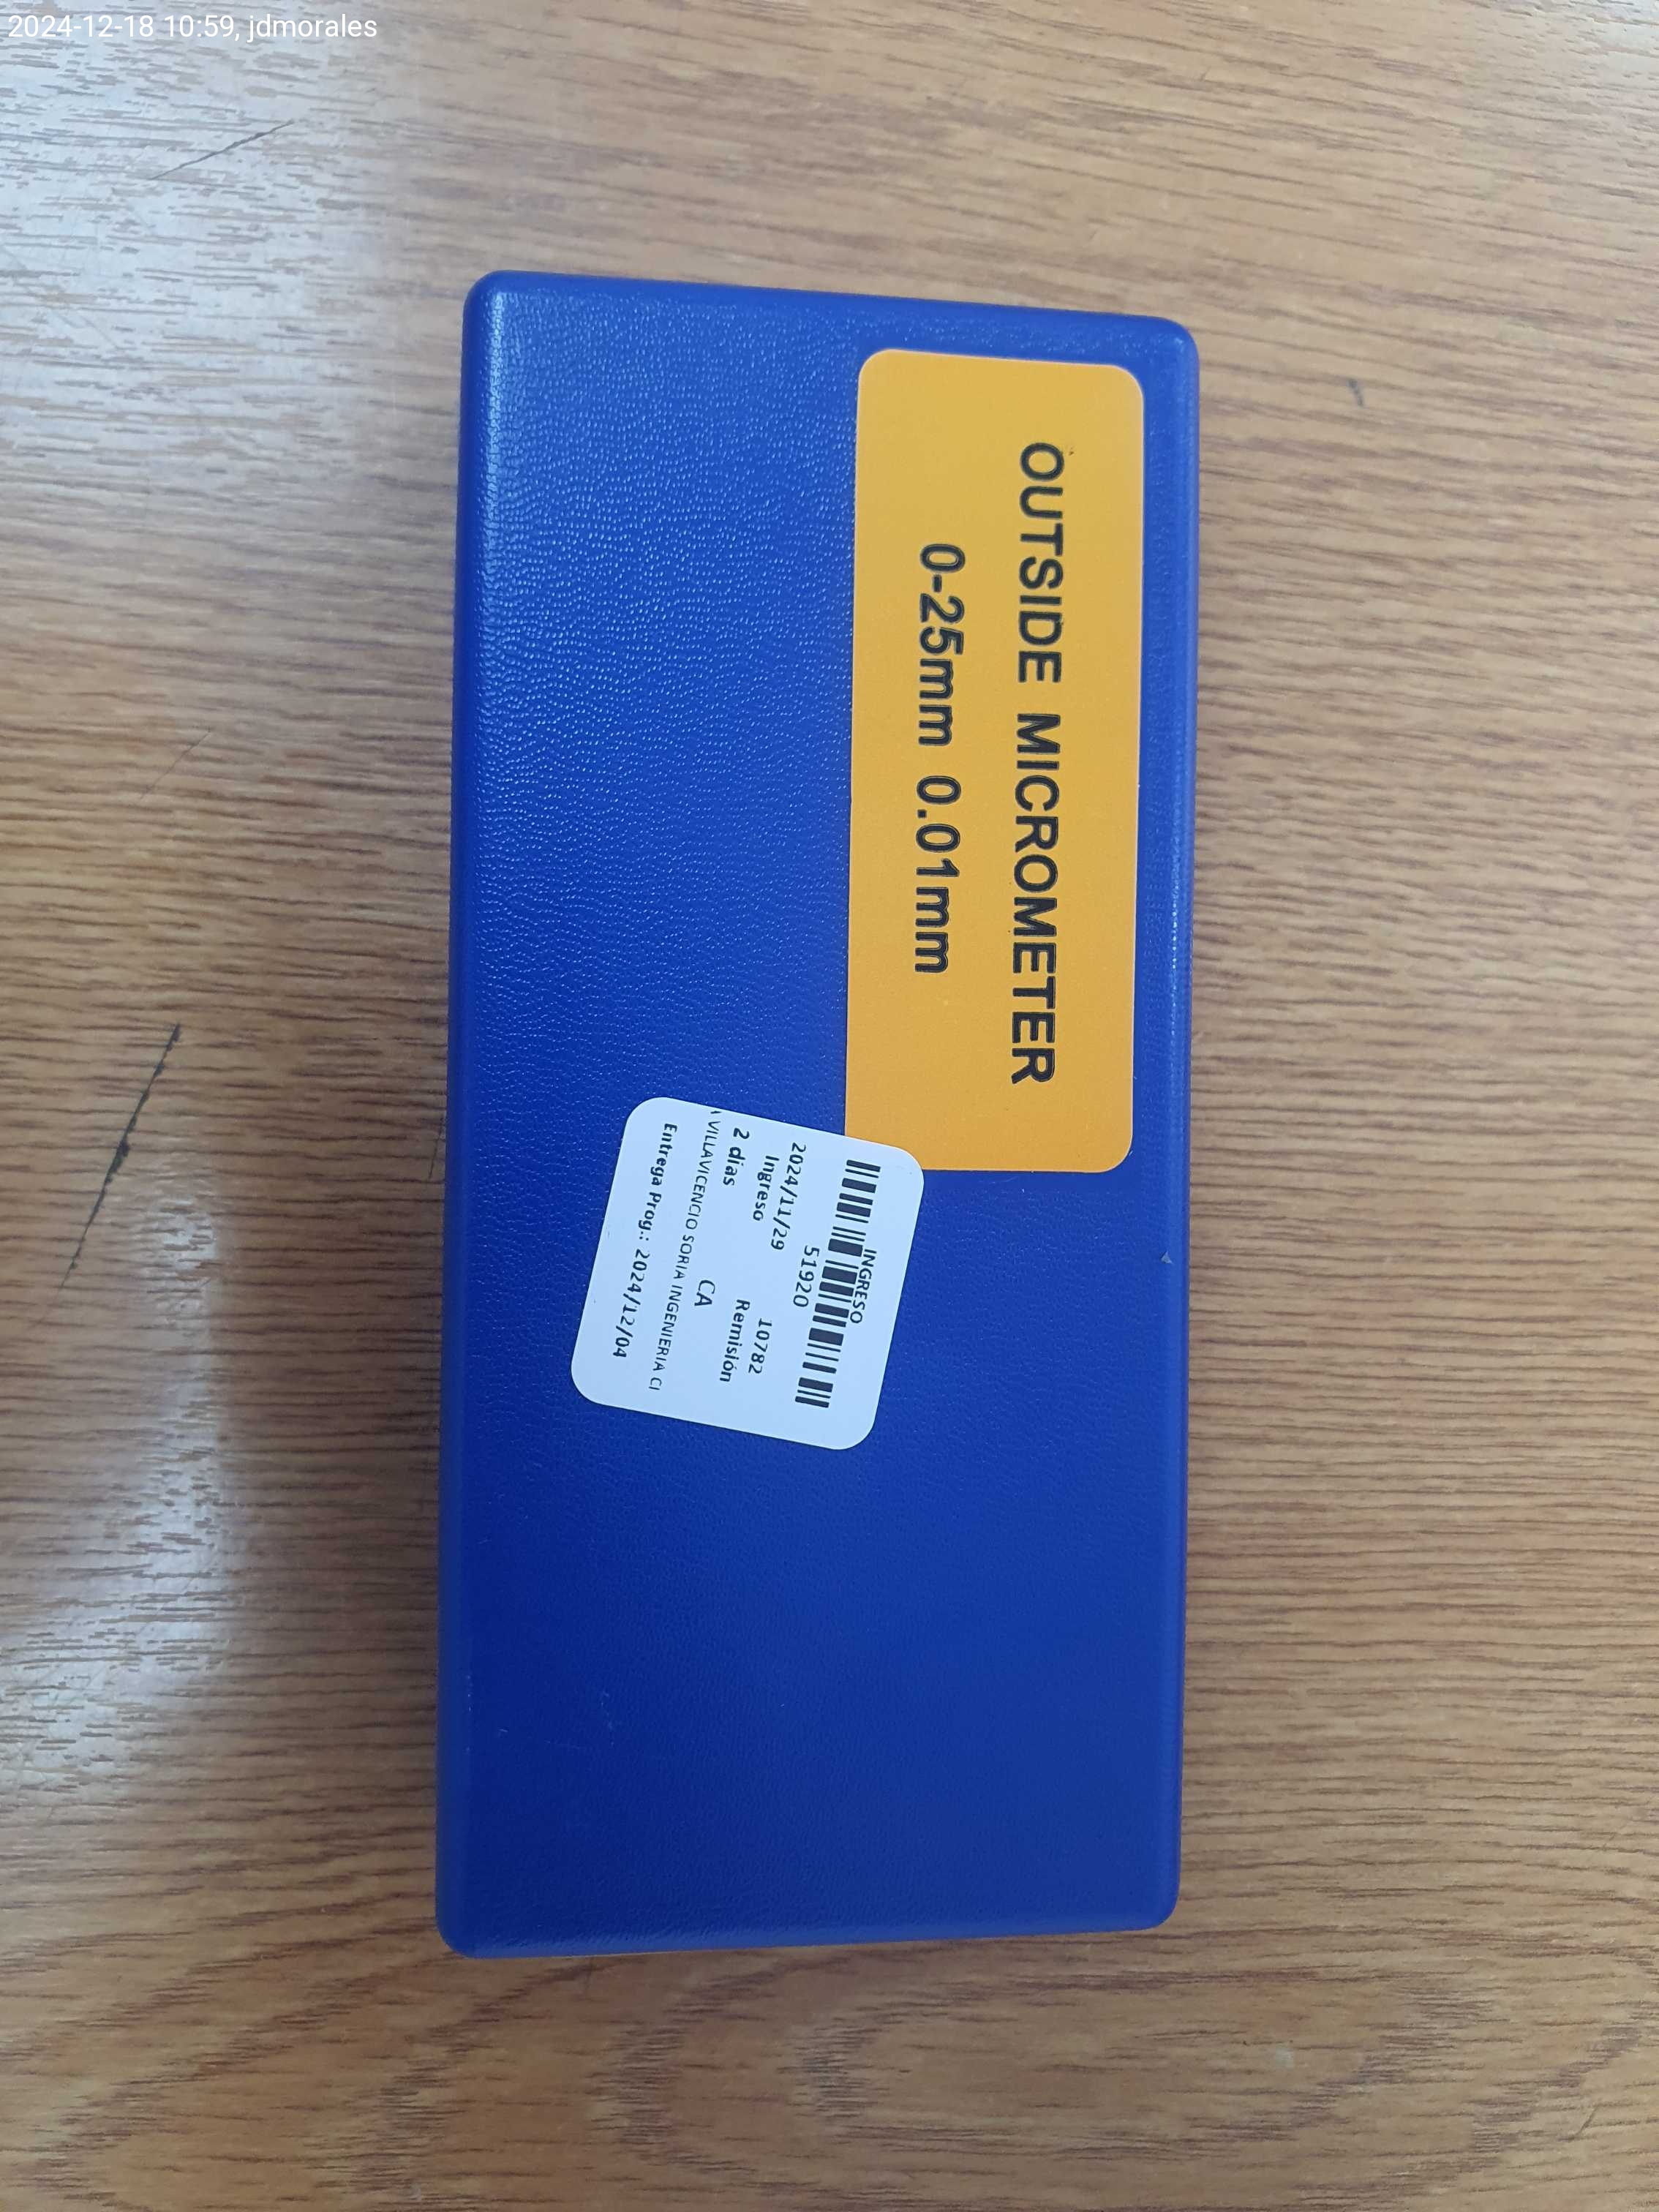 2024-12-18 10:59, jdmorales
OUTSIDE MICROMETER
0-25mm 0.01mm
INGRESO
51920
2024/11/29 10782
Ingreso Remisión
2 días CA
VILLAVICENCIO SORIA INGENIERIA CI
Entrega Prog.: 2024/12/04